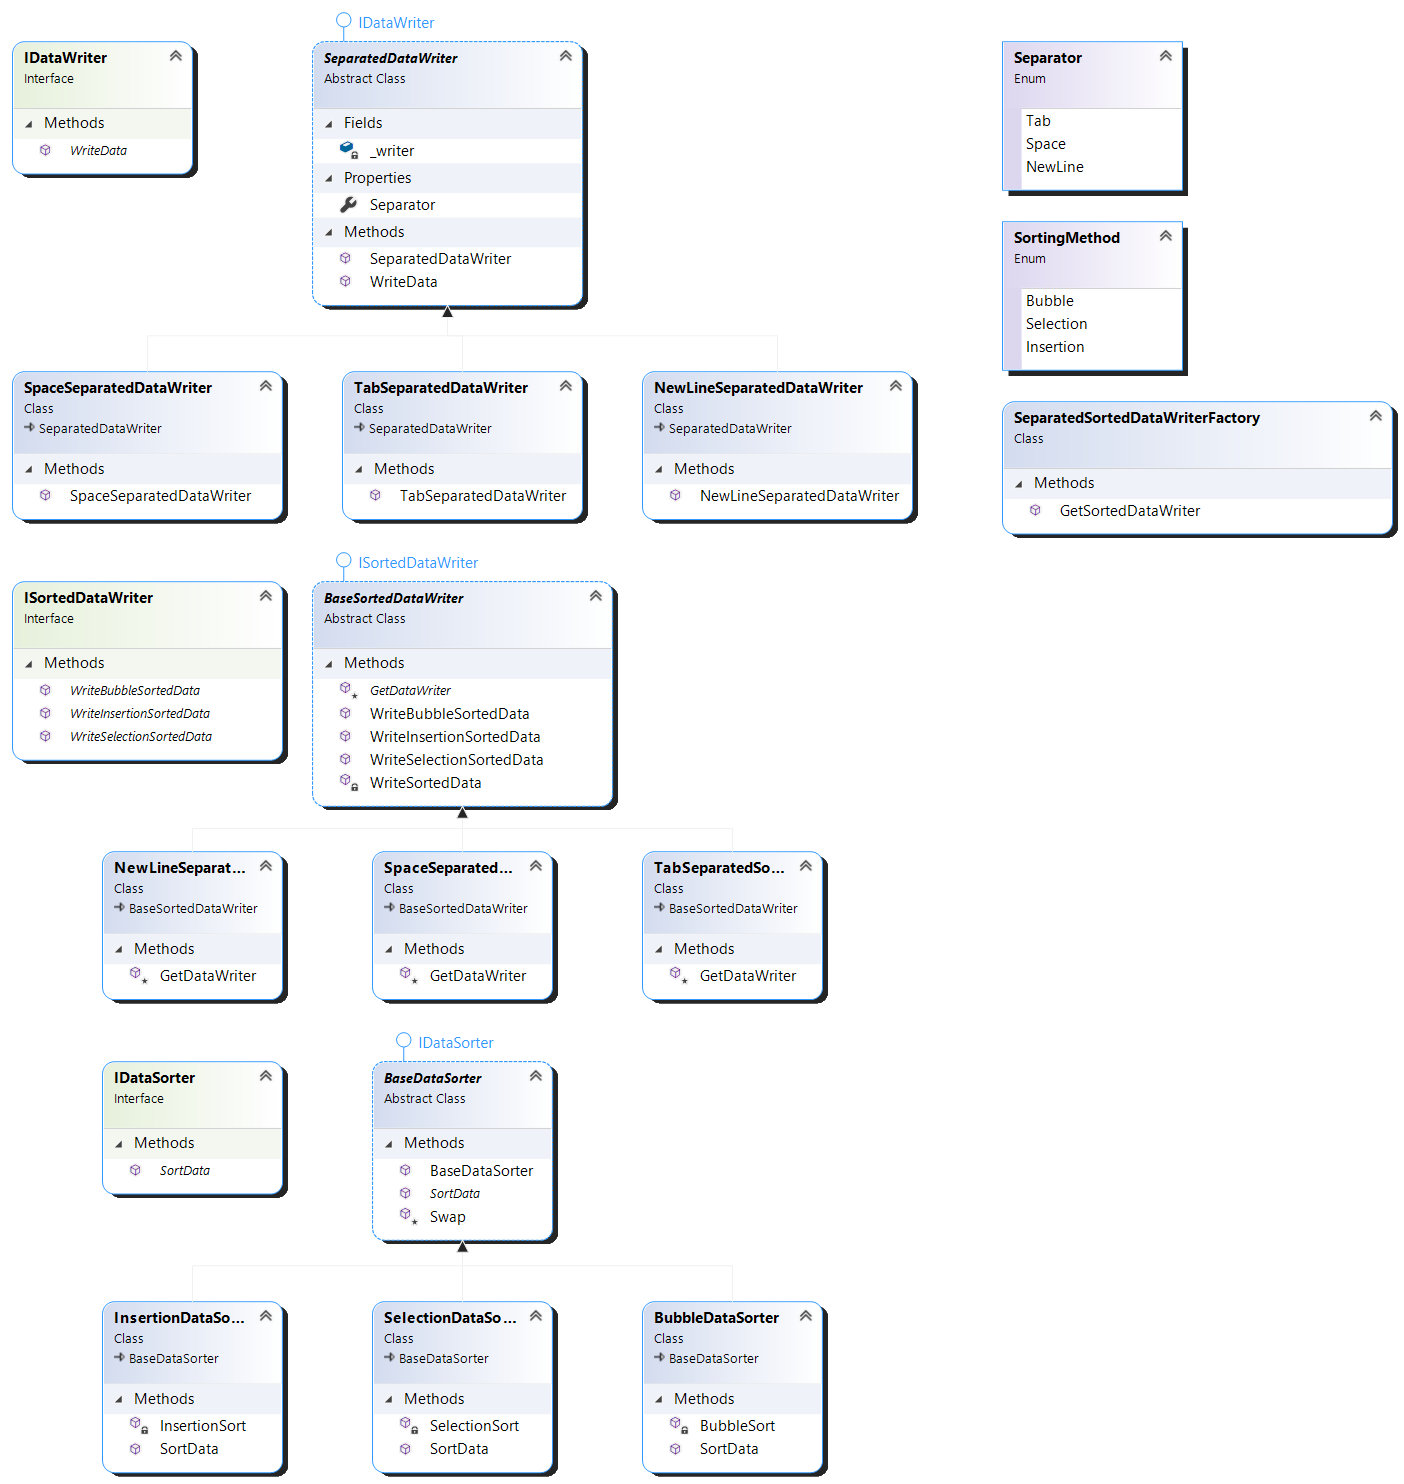 IDataWriter
IDataWriter
Interface
Methods
WriteData
SeparatedDataWriter
Abstract Class
Fields
_writer
Properties
Separator
Methods
SeparatedDataWriter
WriteData
Separator
Enum
Tab
Space
NewLine
SortingMethod
Enum
Bubble
Selection
Insertion
SpaceSeparatedDataWriter
Class
SeparatedDataWriter
Methods
SpaceSeparatedDataWriter
TabSeparatedDataWriter
Class
SeparatedDataWriter
Methods
TabSeparatedDataWriter
NewLineSeparatedDataWriter
Class
SeparatedDataWriter
Methods
NewLineSeparatedDataWriter
SeparatedSortedDataWriterFactory
Class
Methods
GetSortedDataWriter
ISortedDataWriter
ISortedDataWriter
Interface
Methods
WriteBubbleSortedData
WriteInsertionSortedData
WriteSelectionSortedData
BaseSortedDataWriter
Abstract Class
Methods
GetDataWriter
WriteBubbleSortedData
WriteInsertionSortedData
WriteSelectionSortedData
WriteSortedData
NewLineSeparat...
Class
BaseSortedDataWriter
Methods
GetDataWriter
SpaceSeparated...
Class
BaseSortedDataWriter
Methods
GetDataWriter
TabSeparatedSo...
Class
BaseSortedDataWriter
Methods
GetDataWriter
IDataSorter
IDataSorter
Interface
Methods
SortData
BaseDataSorter
Abstract Class
Methods
BaseDataSorter
SortData
Swap
InsertionDataSo...
Class
BaseDataSorter
Methods
InsertionSort
SortData
SelectionDataSo...
Class
BaseDataSorter
Methods
SelectionSort
SortData
BubbleDataSorter
Class
BaseDataSorter
Methods
BubbleSort
SortData